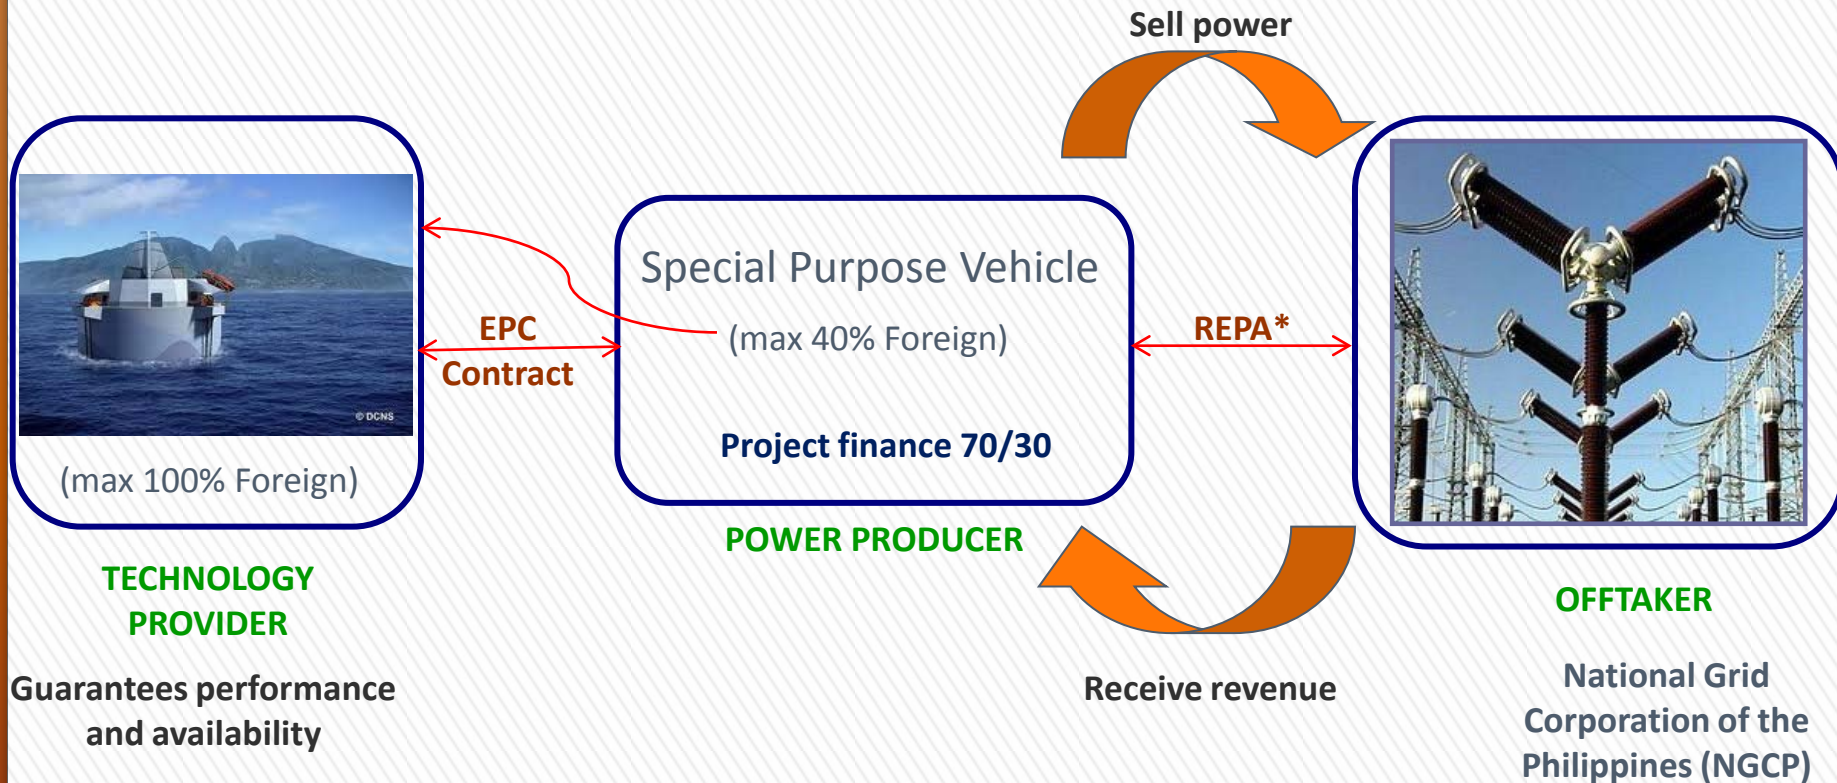 Sell power
© DCNS
(max 100% Foreign)
TECHNOLOGY
PROVIDER
Guarantees performance
and availability
EPC
Contract
Special Purpose Vehicle
(max 40% Foreign)
Project finance 70/30
POWER PRODUCER
REPA*
Receive revenue
OFFTAKER
National Grid
Corporation of the
Philippines (NGCP)